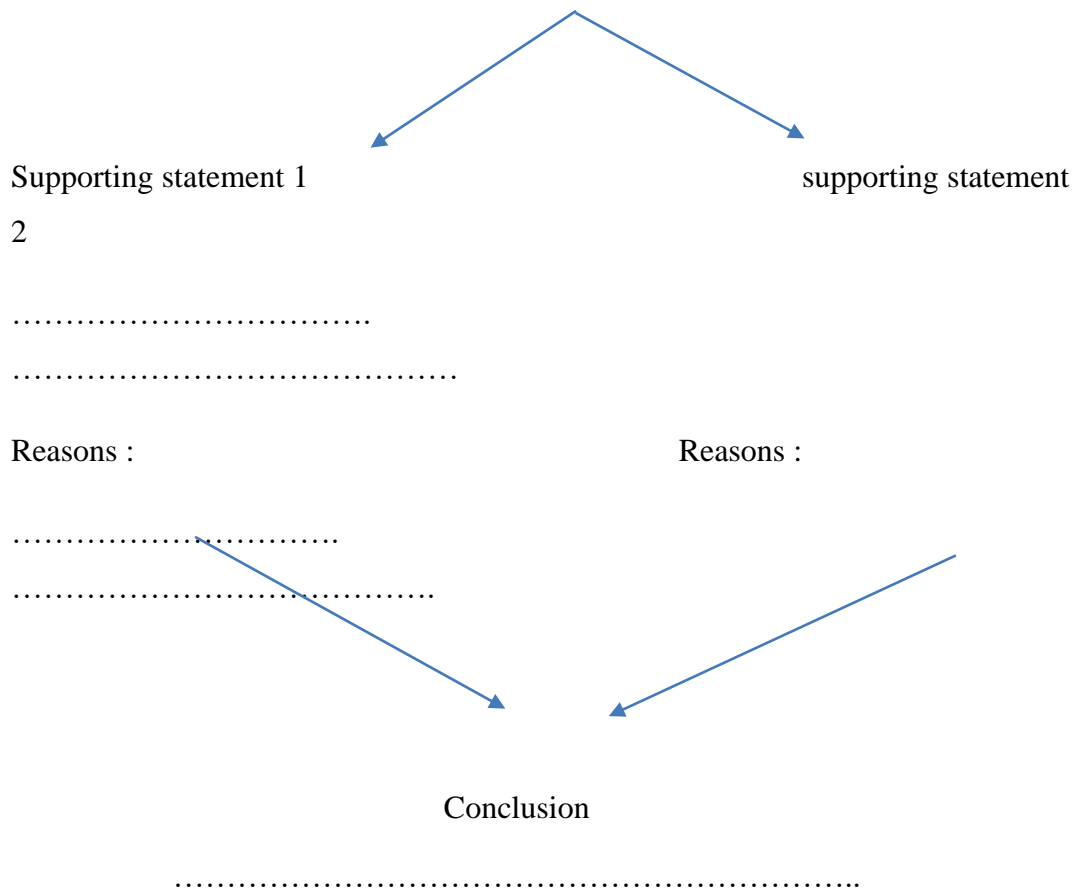 Supporting statement 1 supporting statement
2
……………………………….
……………………………………
Reasons : Reasons :
………………………….
………………………………….
Conclusion
………………………………………………………..